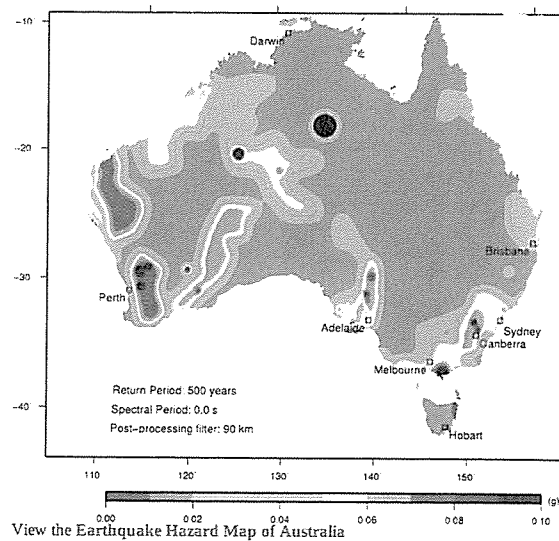 −10
Darwin
−20
Brisbane
−30
Perth
Adelaide
Sydney
Canberra
Melbourne
Return Period: 500 years
Spectral Period: 0.0 s
−40
Post-processing filter: 90 km
Hobart
110 120 130 140 150
0.00 0 02 0 04 0 06 0 08 0 10 (g)
View the Earthquake Hazard Map of Australia